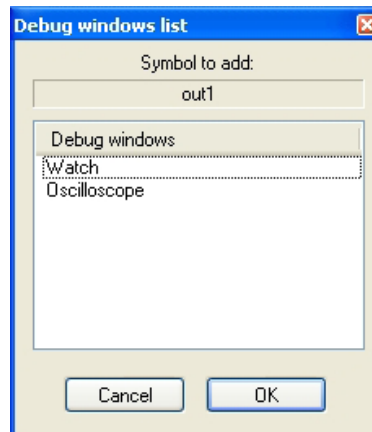 Debug windows list
Symbol to add:
out1
Debug windows
Watch
Oscilloscope
Cancel
OK